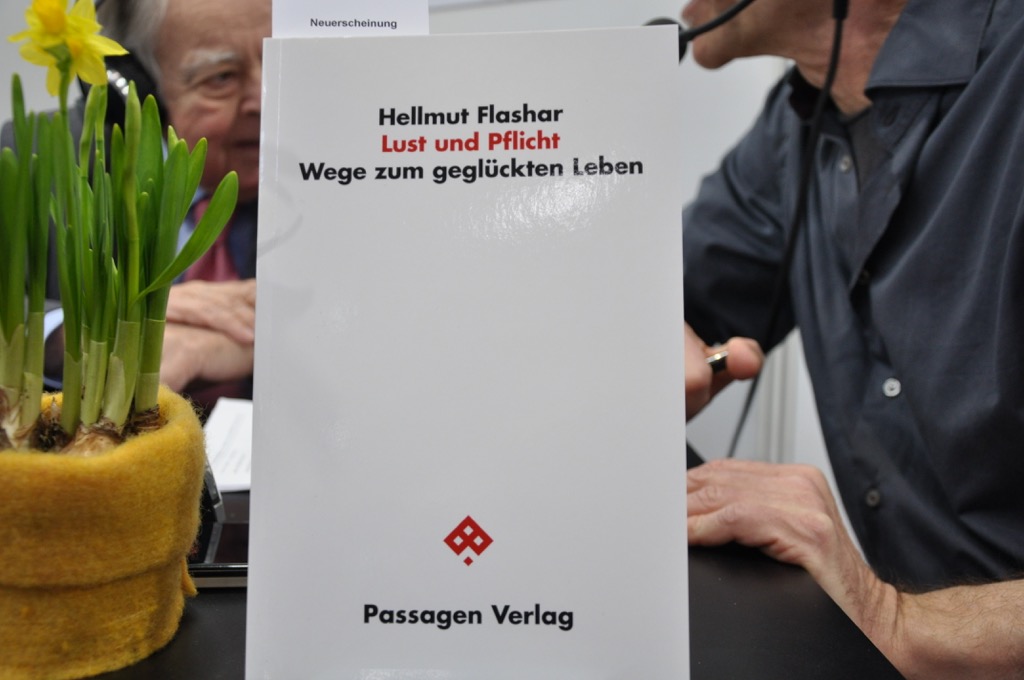 Neuerscheinung
Hellmut Flashar
Lust und Pflicht
Wege zum geglückten Leben
Passagen Verlag